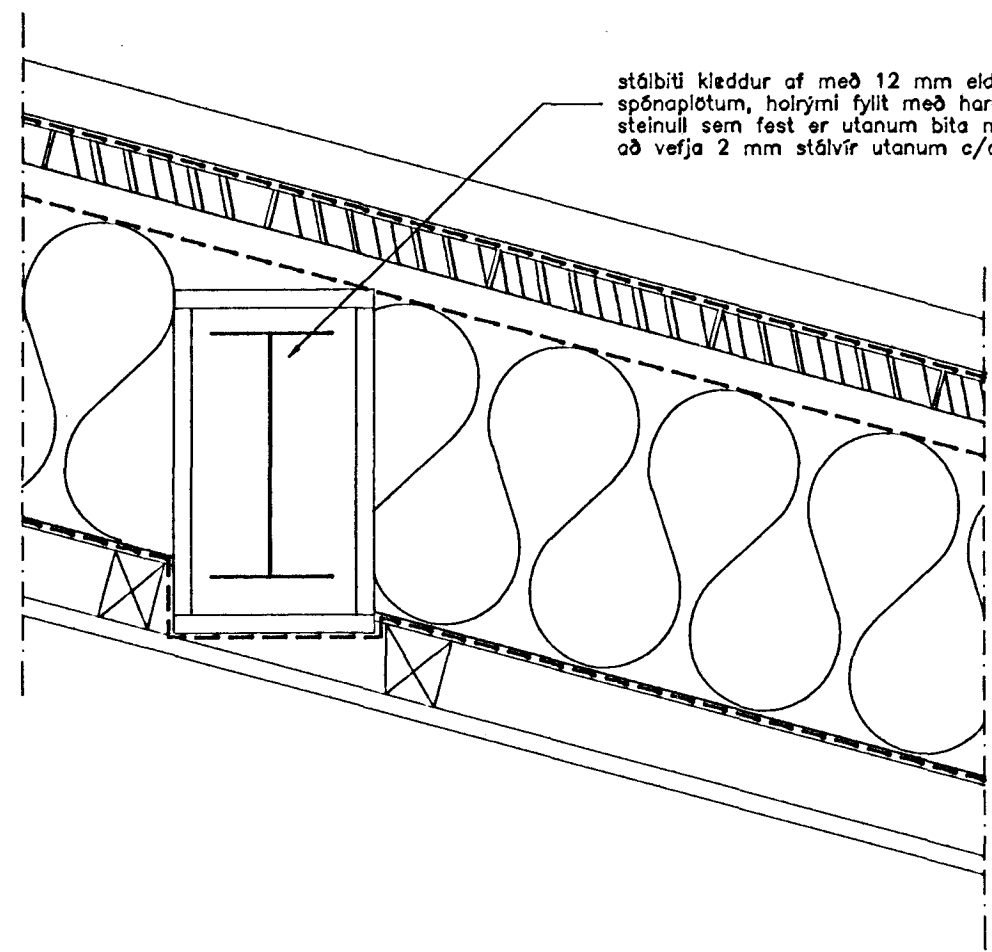 stálbiti klæddur af með 12 mm eld
spónaplötum, holrými fyllt með har
steinull sem fest er utanum bita m
að vefja 2 mm stálvír utanum c/c